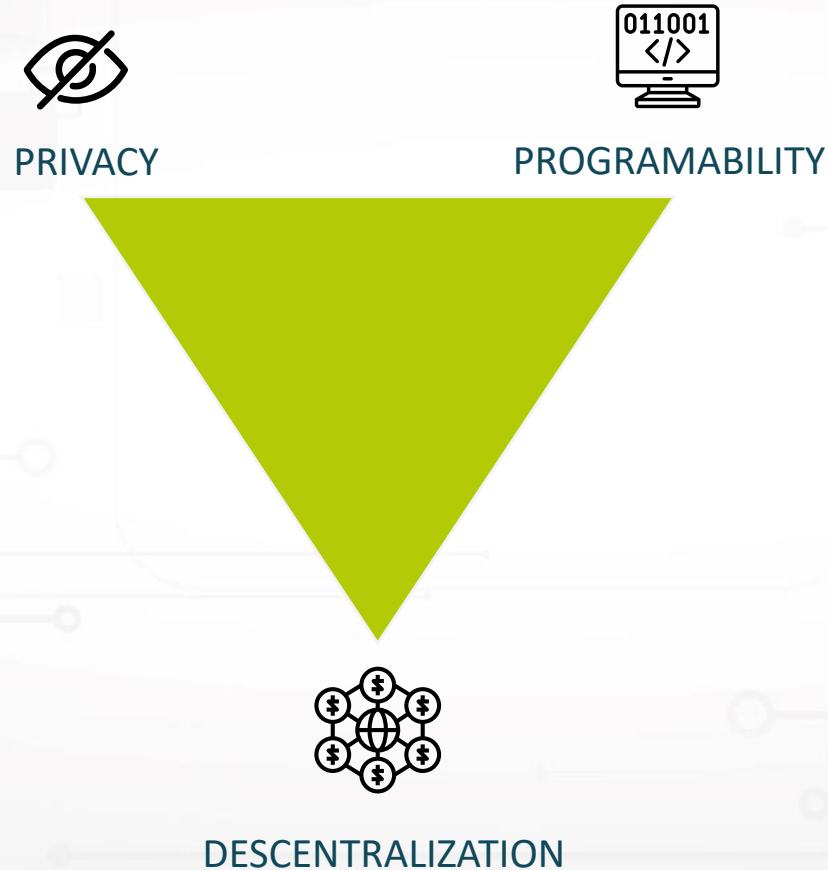 011001
</>
PRIVACY
PROGRAMABILITY
$
$
$
$
$
$
DESCENTRALIZATION